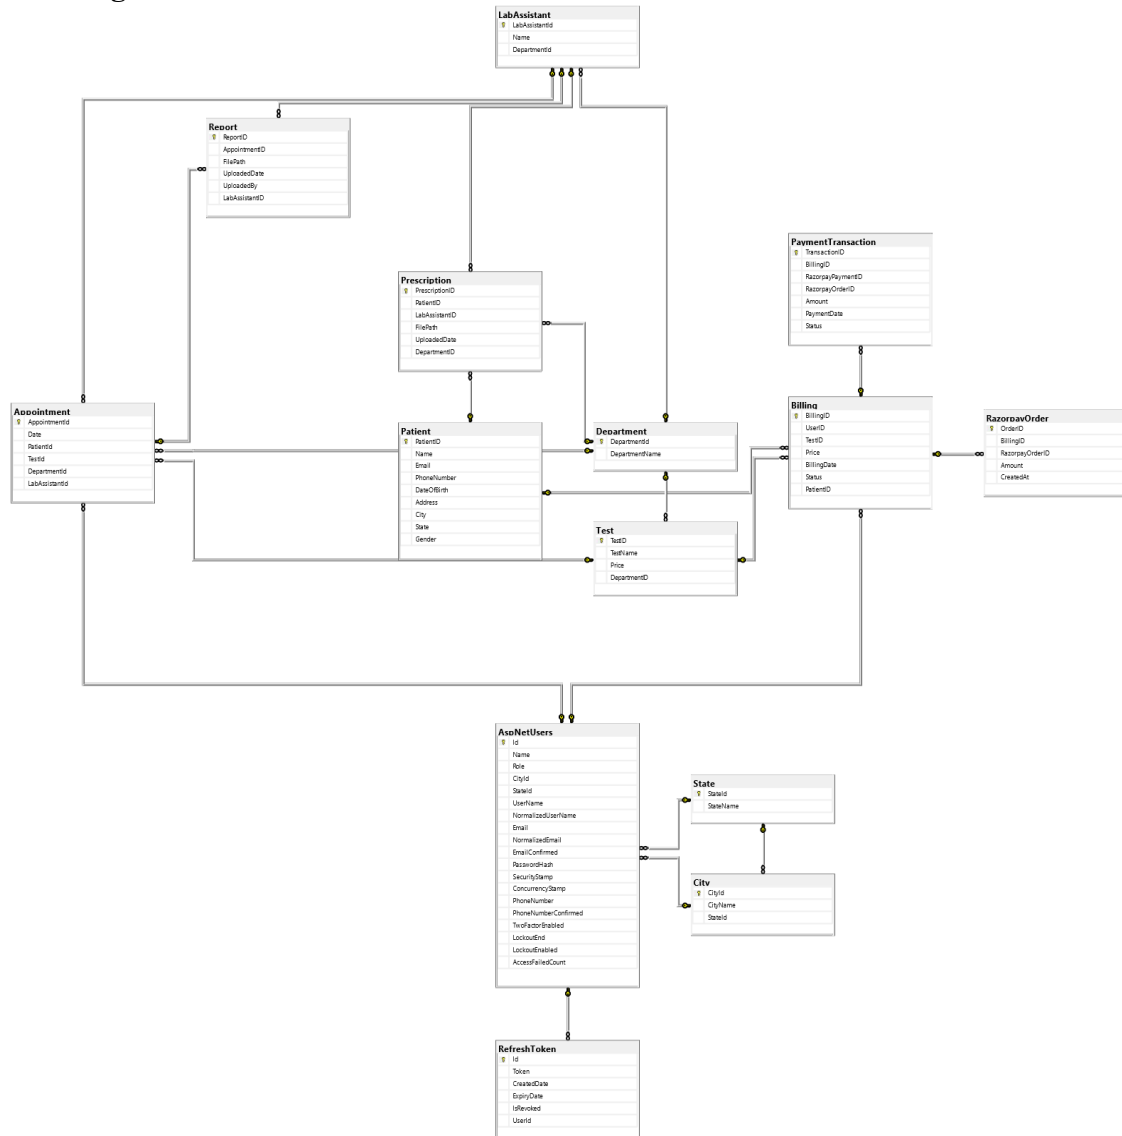 LabAssistant
LabAssistantId
Name
DepartmentId
Report
ReportID
AppointmentID
FilePath
UploadedDate
UploadedBy
LabAssistantID
PaymentTransaction
TransactionID
BillingID
RazorpayPaymentID
RazorpayOrderID
Amount
PaymentDate
Status
Prescription
PrescriptionID
PatientID
LabAssistantID
FilePath
UploadedDate
DepartmentID
Appointment
AppointmentId
Date
PatientId
TestId
DepartmentId
LabAssistantId
Patient
PatientID
Name
Email
PhoneNumber
DateOfBirth
Address
City
State
Gender
Department
DepartmentId
DepartmentName
Billing
BillingID
UserID
TestID
Price
BillingDate
Status
PatientID
RazorpayOrder
OrderID
BillingID
RazorpayOrderID
Amount
CreatedAt
Test
TestID
TestName
Price
DepartmentID
AspNetUsers
Id
Name
Role
CityId
StateId
UserName
NormalizedUserName
Email
NormalizedEmail
EmailConfirmed
PasswordHash
SecurityStamp
ConcurrencyStamp
PhoneNumber
PhoneNumberConfirmed
TwoFactorEnabled
LockoutEnd
LockoutEnabled
AccessFailedCount
State
StateId
StateName
City
CityId
CityName
StateId
RefreshToken
Id
Token
CreatedDate
ExpiryDate
IsRevoked
UserId